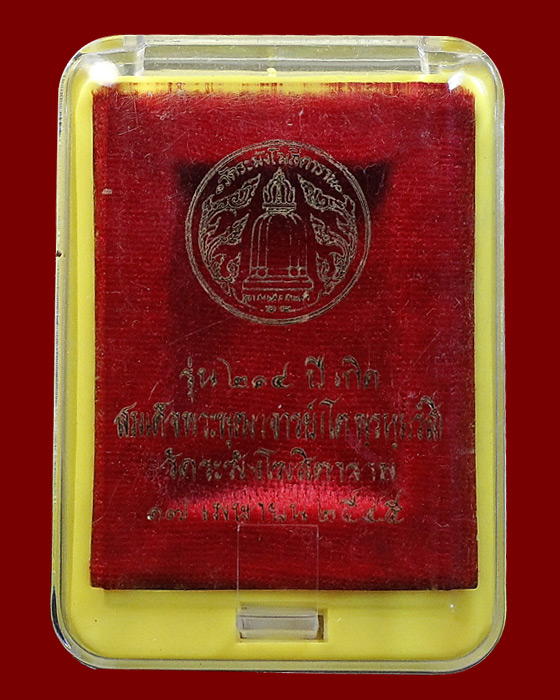 วัดระฆังโฆสิตาราม
รุ่น ๒๑๔ ปี เกิด
สมเด็จพระพุฒาจารย์ (โต พฺรหฺมรํสี)
วัดระฆังโฆสิตาราม
๑๗ เมษายน ๒๕๔๕